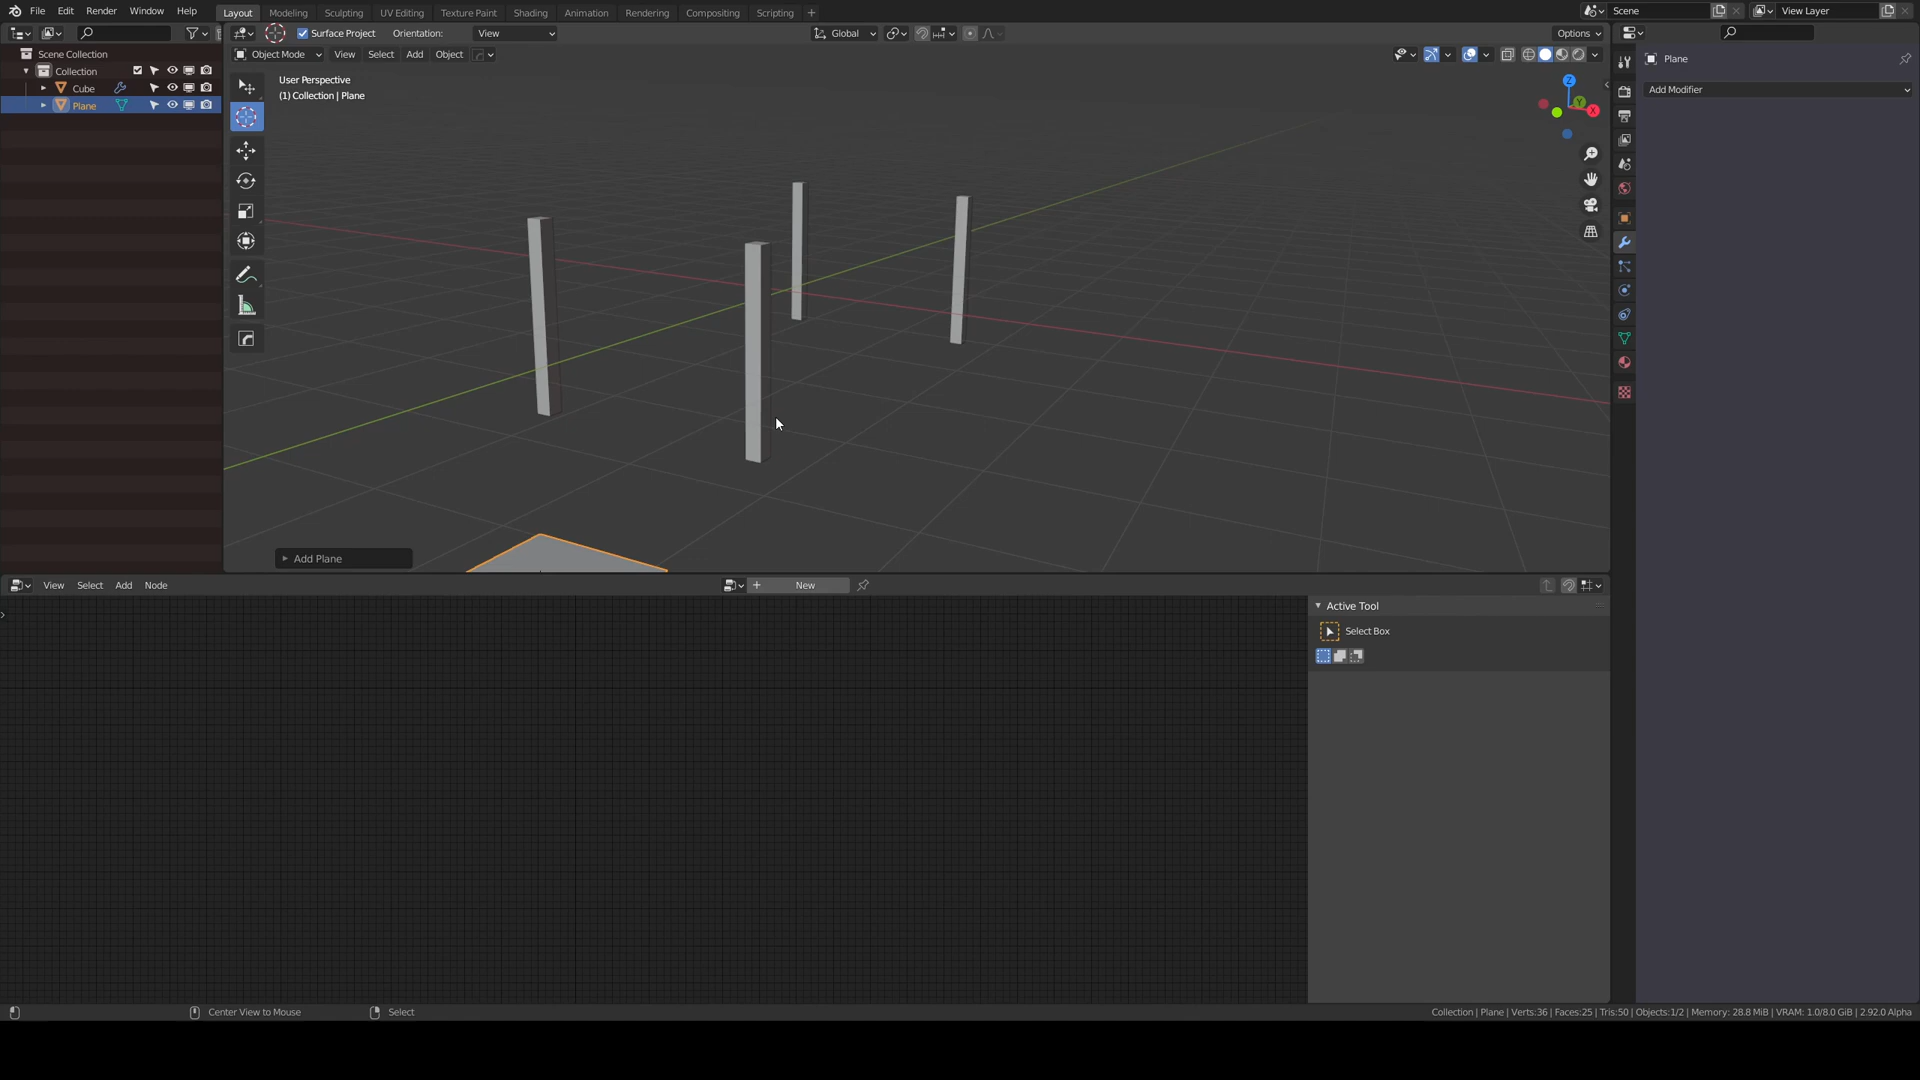 File Edit Render Window Help
Layout Modeling Sculpting UV Editing Texture Paint Shading Animation Rendering Compositing Scripting +
Scene
View Layer
Surface Project Orientation: View
Global
Options
Object Mode View Select Add Object
Scene Collection
Collection
Cube
Plane
User Perspective
(1) Collection | Plane
Z
Y
X
Plane
Add Modifier
Add Plane
View Select Add Node
New
Active Tool
Select Box
Center View to Mouse
Select
Collection | Plane | Verts:36 | Faces:25 | Tris:50 | Objects:1/2 | Memory: 28.8 MiB | VRAM: 1.0/8.0 GiB | 2.92.0 Alpha